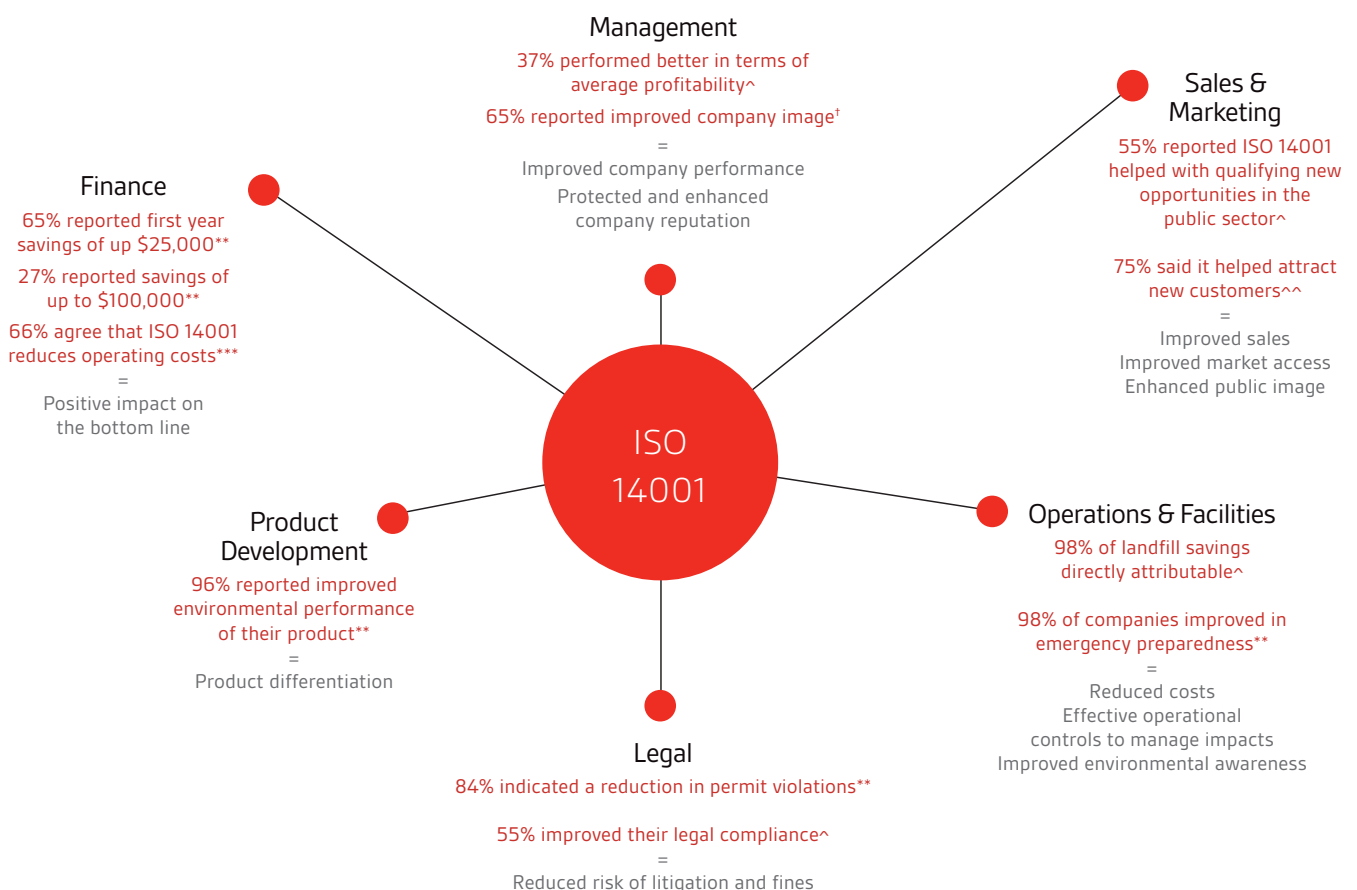 Management
37% performed better in terms of
average profitability^
65% reported improved company image†
=
Improved company performance
Protected and enhanced
company reputation
Sales &
Marketing
55% reported ISO 14001
helped with qualifying new
opportunities in the
public sector^
75% said it helped attract
new customers^^
=
Improved sales
Improved market access
Enhanced public image
Finance
65% reported first year
savings of up $25,000**
27% reported savings of
up to $100,000**
66% agree that ISO 14001
reduces operating costs***
=
Positive impact on
the bottom line
ISO
14001
Product
Development
96% reported improved
environmental performance
of their product**
=
Product differentiation
Operations & Facilities
98% of landfill savings
directly attributable^
98% of companies improved in
emergency preparedness**
=
Reduced costs
Effective operational
controls to manage impacts
Improved environmental awareness
Legal
84% indicated a reduction in permit violations**
55% improved their legal compliance^
=
Reduced risk of litigation and fines